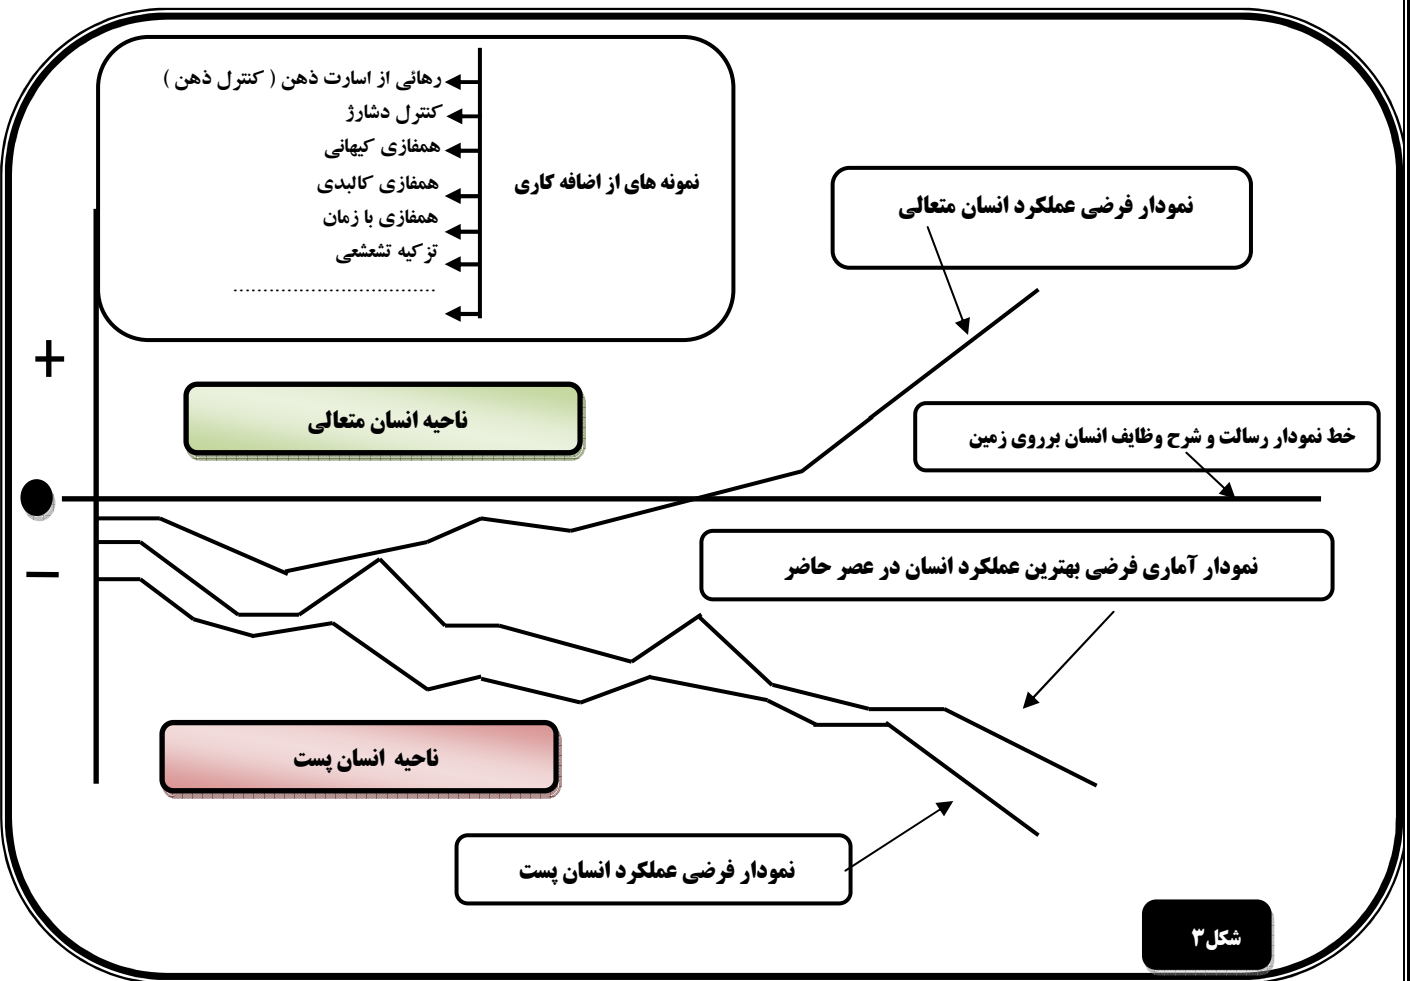 رهائی از اسارت ذهن ( کنترل ذهن )
کنترل دشارژ
همفازی کیهانی
همفازی کالبدی
همفازی با زمان
تزکیه تشعشعی
.................................
نمونه های از اضافه کاری
نمودار فرضی عملکرد انسان متعالی
+
ناحیه انسان متعالی
خط نمودار رسالت و شرح وظایف انسان برروی زمین
نمودار آماری فرضی بهترین عملکرد انسان در عصر حاضر
−
ناحیه انسان پست
نمودار فرضی عملکرد انسان پست
شکل۳